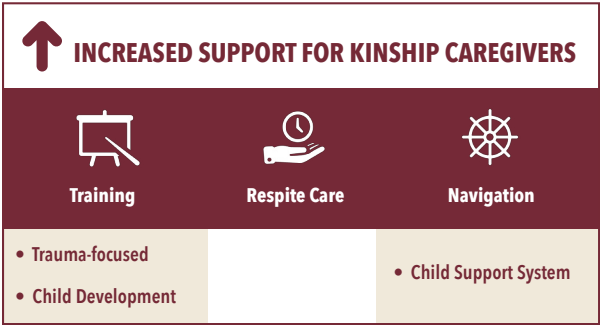 INCREASED SUPPORT FOR KINSHIP CAREGIVERS
Training
Respite Care
Navigation
• Trauma-focused
• Child Development
• Child Support System